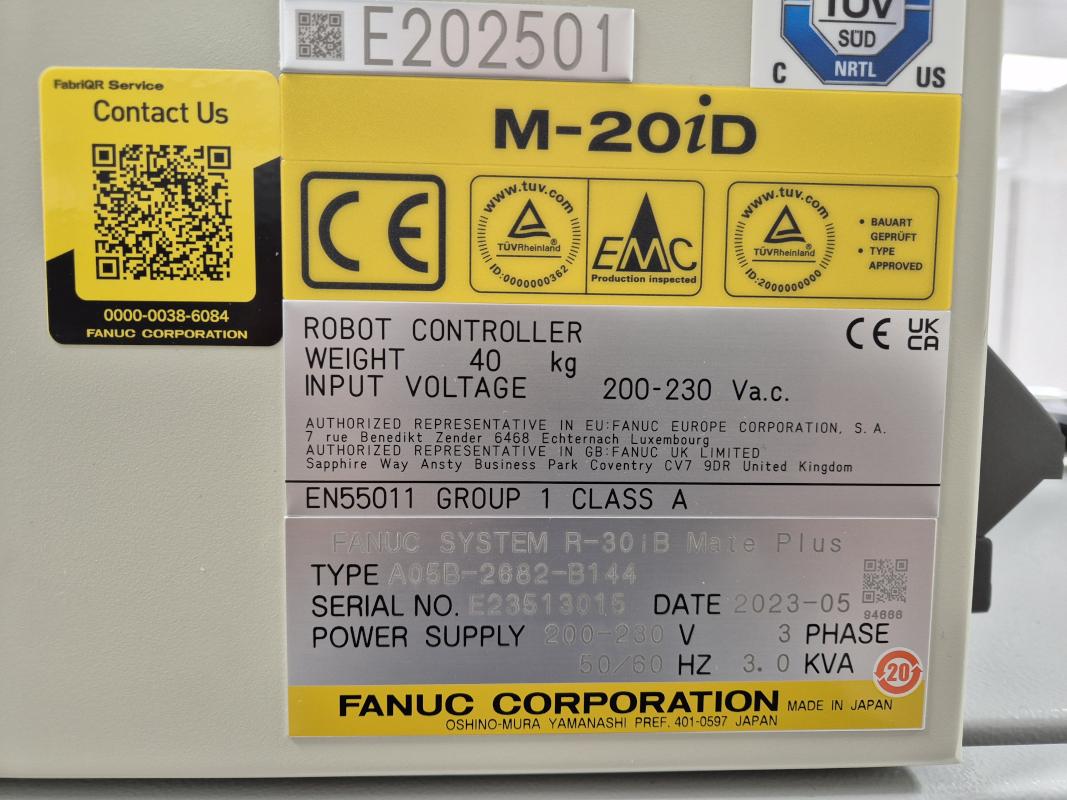 E202501
TÜV
SÜD
NRTL
C US
FabriQR Service
Contact Us
0000-0038-6084
FANUC CORPORATION
M-20iD
CE
www.tuv.com
TÜVRheinland®
ID:0000000362
EMC
Production inspected
www.tuv.com
TÜVRheinland
ID:2000000000
• BAUART
GEPRÜFT
• TYPE
APPROVED
ROBOT CONTROLLER
CE UK
CA
WEIGHT 40 kg
INPUT VOLTAGE 200-230 Va.c.
AUTHORIZED REPRESENTATIVE IN EU:FANUC EUROPE CORPORATION, S. A.
7 rue Benedikt Zender 6468 Echternach Luxembourg
AUTHORIZED REPRESENTATIVE IN GB:FANUC UK LIMITED
Sapphire Way Ansty Business Park Coventry CV7 9DR United Kingdom
EN55011 GROUP 1 CLASS A
FANUC SYSTEM R-30iB Mate Plus
TYPE A05B-2682-B144
SERIAL NO. E23513015 DATE 2023-05
94666
POWER SUPPLY 200-230 V 3 PHASE
50/60 HZ 3.0 KVA
20
FANUC CORPORATION MADE IN JAPAN
OSHINO-MURA YAMANASHI PREF. 401-0597 JAPAN